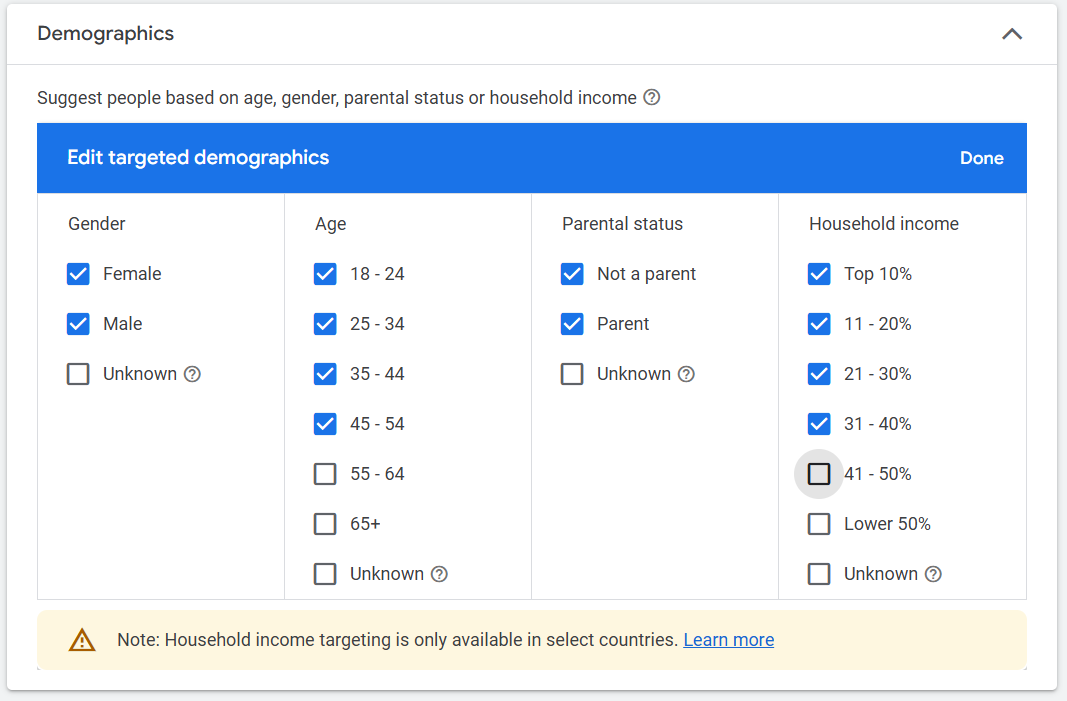 Demographics
Suggest people based on age, gender, parental status or household income
Edit targeted demographics
Done
Gender
Female
Male
Unknown
Age
18 - 24
25 - 34
35 - 44
45 - 54
55 - 64
65+
Unknown
Parental status
Not a parent
Parent
Unknown
Household income
Top 10%
11 - 20%
21 - 30%
31 - 40%
41 - 50%
Lower 50%
Unknown
Note: Household income targeting is only available in select countries. Learn more